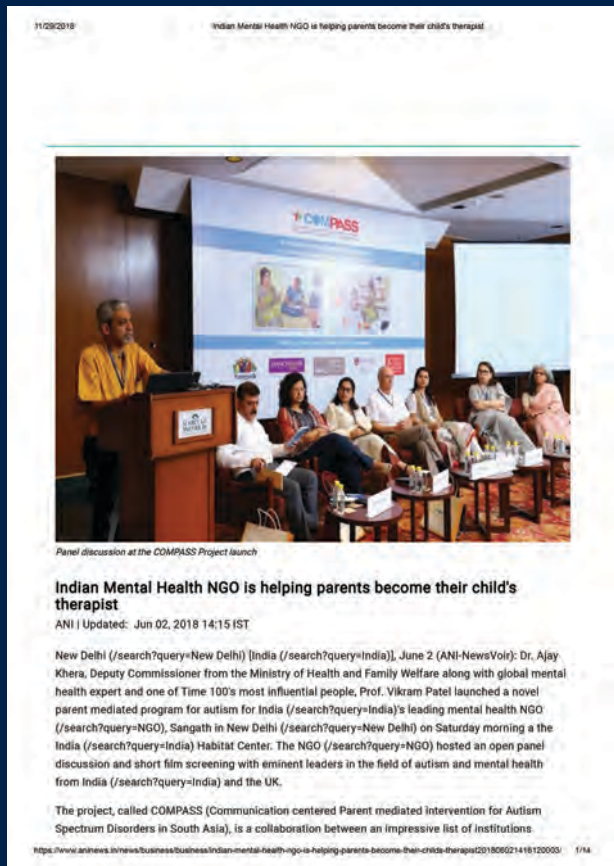 11/29/2018
Indian Mental Health NGO is helping parents become their child's therapist
COMPASS
Panel discussion at the COMPASS Project launch
Indian Mental Health NGO is helping parents become their child's
therapist
ANI | Updated: Jun 02, 2018 14:15 IST
New Delhi (/search?query=New Delhi) [India (/search?query=India)], June 2 (ANI-NewsVoir): Dr. Ajay
Khera, Deputy Commissioner from the Ministry of Health and Family Welfare along with global mental
health expert and one of Time 100's most influential people, Prof. Vikram Patel launched a novel
parent mediated program for autism for India (/search?query=India)'s leading mental health NGO
(/search?query=NGO), Sangath in New Delhi (/search?query=New Delhi) on Saturday morning a the
India (/search?query=India) Habitat Center. The NGO (/search?query=NGO) hosted an open panel
discussion and short film screening with eminent leaders in the field of autism and mental health
from India (/search?query=India) and the UK.
The project, called COMPASS (Communication centered Parent mediated intervention for Autism
Spectrum Disorders in South Asia), is a collaboration between an impressive list of institutions
https://www.aninews.in/news/business/business/indian-mental-health-ngo-is-helping-parents-become-their-childs-therapist201806021416120003/
1/14